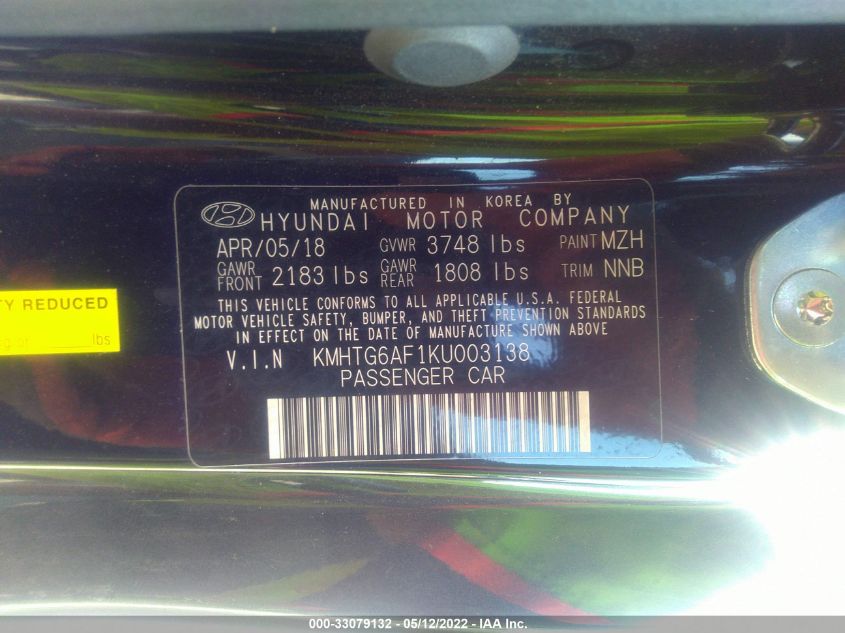 MANUFACTURED IN KOREA BY
HYUNDAI MOTOR COMPANY
APR/05/18 GVWR 3748 lbs PAINT MZH
GAWR FRONT 2183 lbs GAWR REAR 1808 lbs TRIM NNB
THIS VEHICLE CONFORMS TO ALL APPLICABLE U.S.A. FEDERAL
MOTOR VEHICLE SAFETY, BUMPER, AND THEFT PREVENTION STANDARDS
IN EFFECT ON THE DATE OF MANUFACTURE SHOWN ABOVE
V.I.N KMHTG6AF1KU003138
PASSENGER CAR
REDUCED
lbs
000-33079132 - 05/12/2022 - IAA Inc.